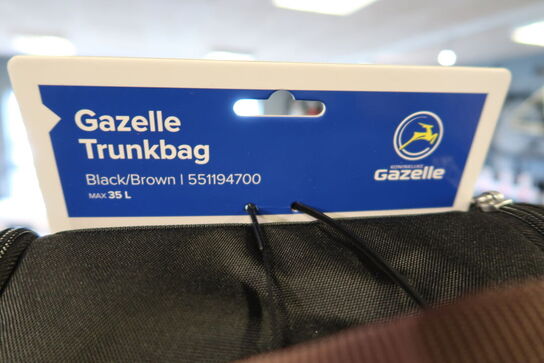 Gazelle
Trunkbag
Black/Brown | 551194700
MAX 35 L
KONINKLIJKE
Gazelle